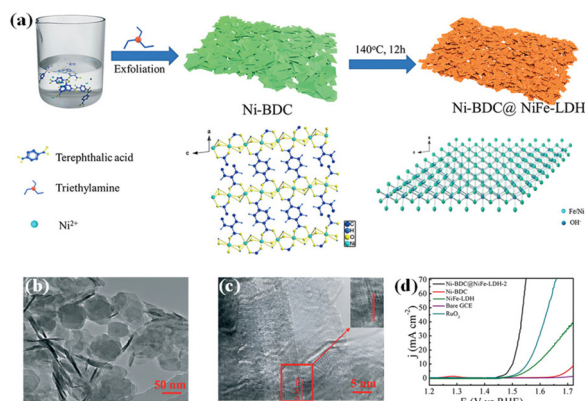 (a)
Exfoliation
140°C, 12h
Ni-BDC
Ni-BDC@ NiFe-LDH
Terephthalic acid
Triethylamine
Ni2+
a
c
C
H
O
Ni
Fe/Ni
OH-
(b)
50 nm
(c)
5 nm
(d)
j (mA cm-2)
70
60
50
40
30
20
10
0
Ni-BDC@NiFe-LDH-2
Ni-BDC
NiFe-LDH
Bare GCE
RuO2
1.2 1.3 1.4 1.5 1.6 1.7
E (V vs RHE)